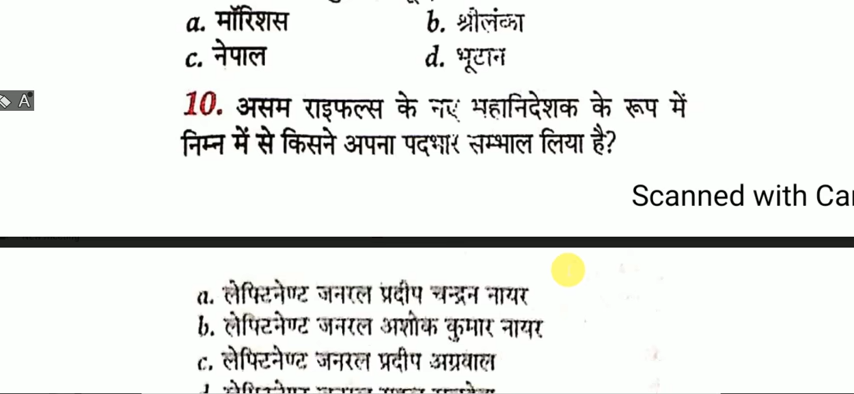 a. मॉरिशस b. श्रीलंका
c. नेपाल d. भूटान
A
10. असम राइफल्स के नए महानिदेशक के रूप में
निम्न में से किसने अपना पदभार सम्भाल लिया है?
Scanned with Ca
a. लेफ्टिनेण्ट जनरल प्रदीप चन्द्रन नायर
b. लेफ्टिनेण्ट जनरल अशोक कुमार नायर
c. लेफ्टिनेण्ट जनरल प्रदीप अग्रवाल